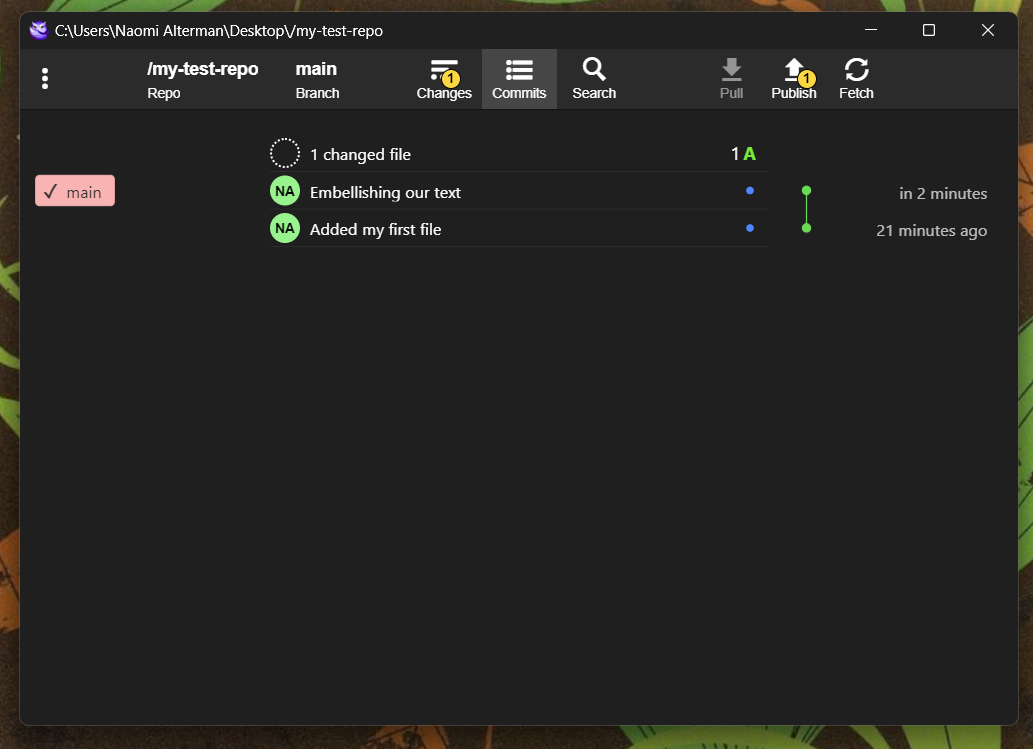 C:\Users\Naomi Alterman\Desktop\/my-test-repo
/my-test-repo
Repo
main
Branch
1
Changes
Commits
Search
Pull
1
Publish
Fetch
1 changed file 1 A
✓ main
NA Embellishing our text in 2 minutes
NA Added my first file 21 minutes ago